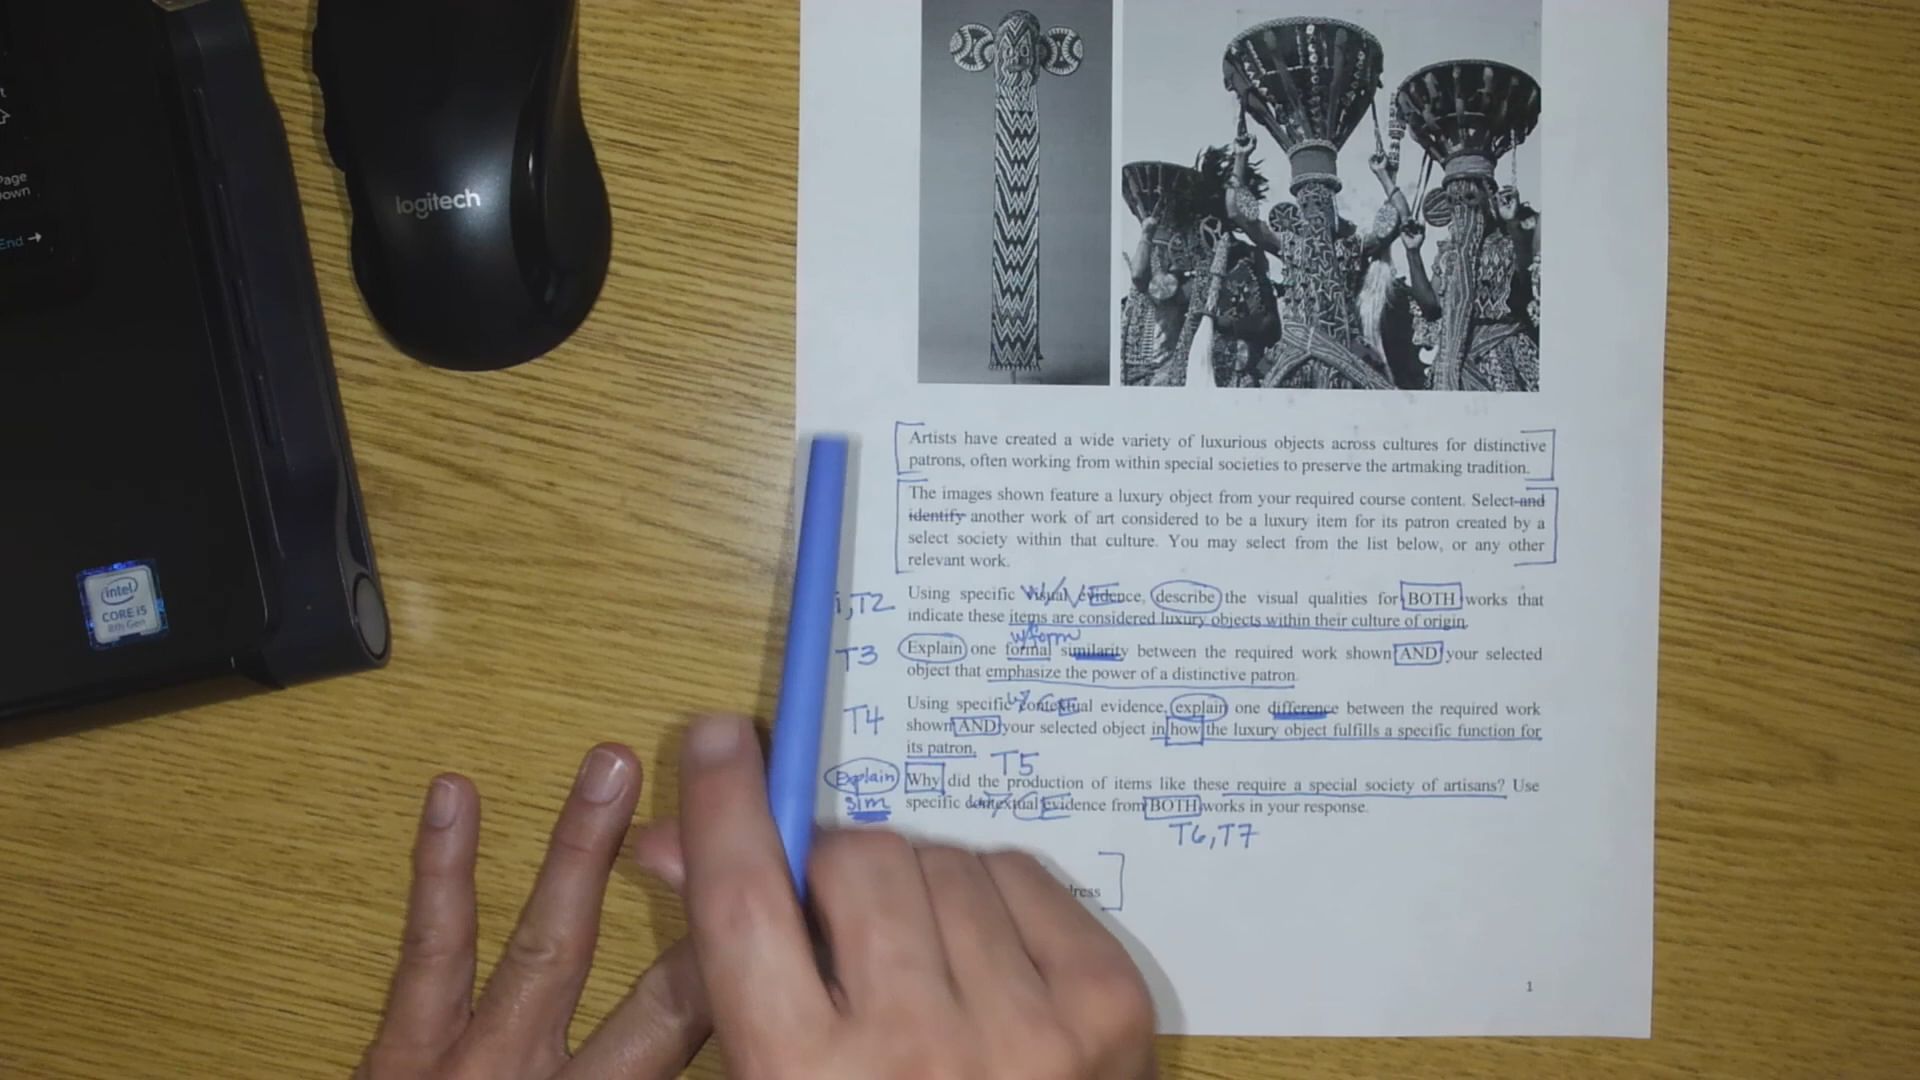 Page
Down
End →
logitech
intel
CORE i5
8th Gen
Artists have created a wide variety of luxurious objects across cultures for distinctive
patrons, often working from within special societies to preserve the artmaking tradition.
The images shown feature a luxury object from your required course content. Select and
identify another work of art considered to be a luxury item for its patron created by a
select society within that culture. You may select from the list below, or any other
relevant work.
T2 Using specific visual evidence, describe the visual qualities for BOTH works that
indicate these items are considered luxury objects within their culture of origin.
w/form
T3 Explain one formal similarity between the required work shown AND your selected
object that emphasize the power of a distinctive patron.
Using specific contextual evidence, explain one difference between the required work
T4 shown AND your selected object in how the luxury object fulfills a specific function for
its patron. T5
Explain Why did the production of items like these require a special society of artisans? Use
sim specific contextual evidence from BOTH works in your response.
T6, T7
1